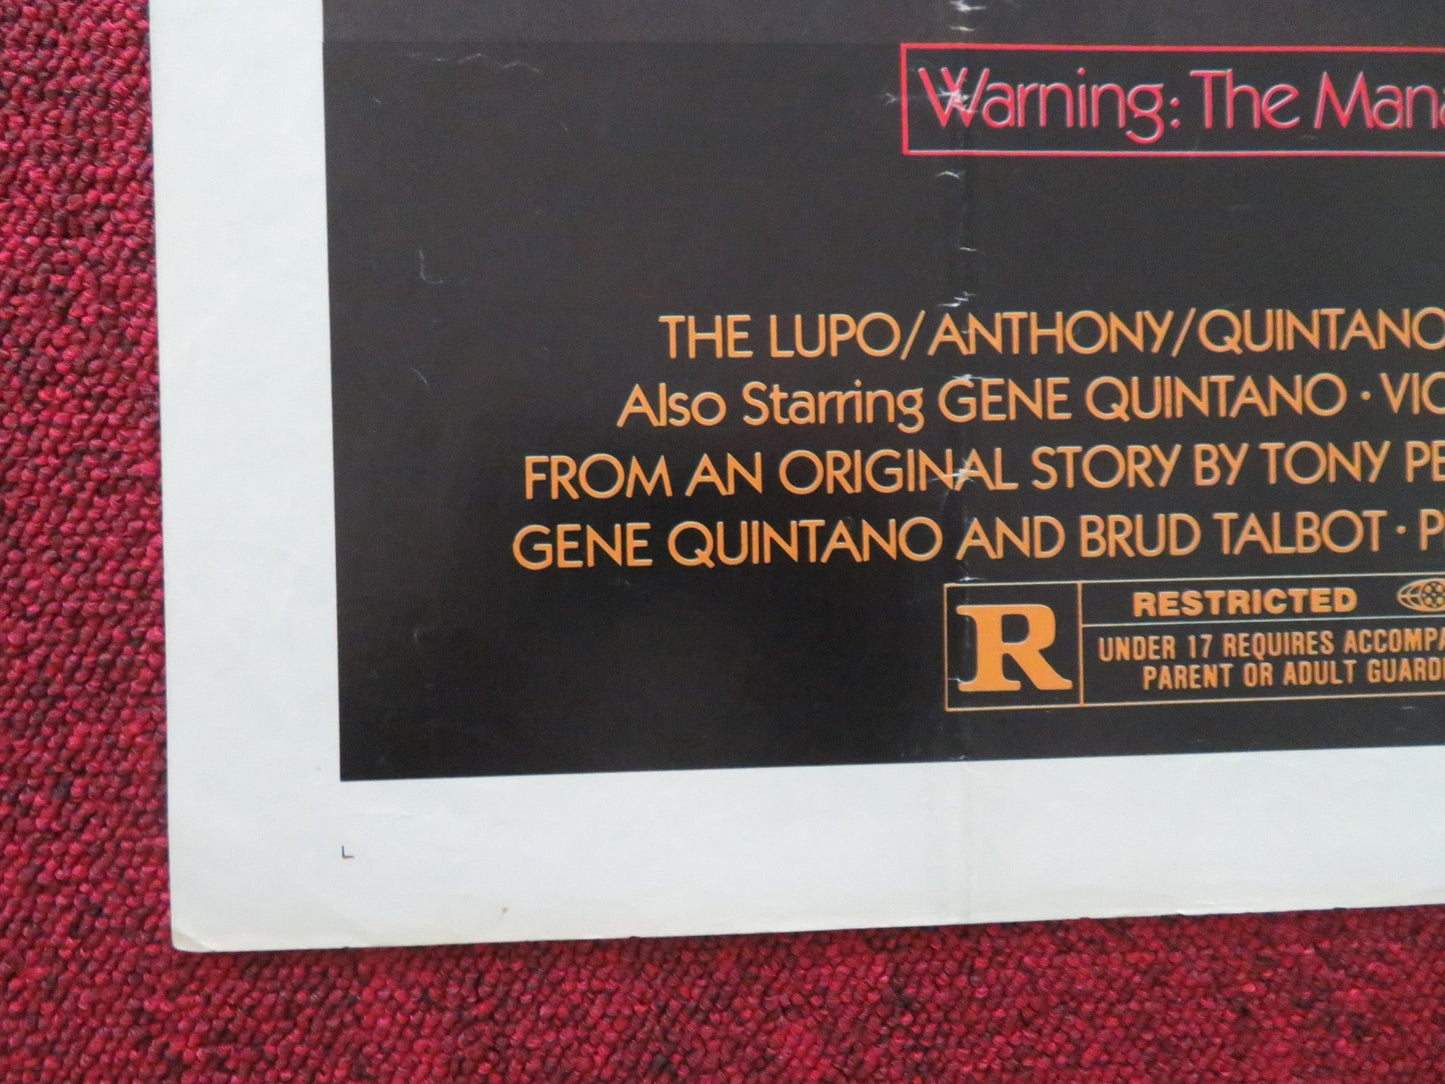 Warning: The Mana
THE LUPO/ANTHONY/QUINTANO
Also Starring GENE QUINTANO · VIC
FROM AN ORIGINAL STORY BY TONY PE
GENE QUINTANO AND BRUD TALBOT · P
R
RESTRICTED
UNDER 17 REQUIRES ACCOMPA
PARENT OR ADULT GUARDI